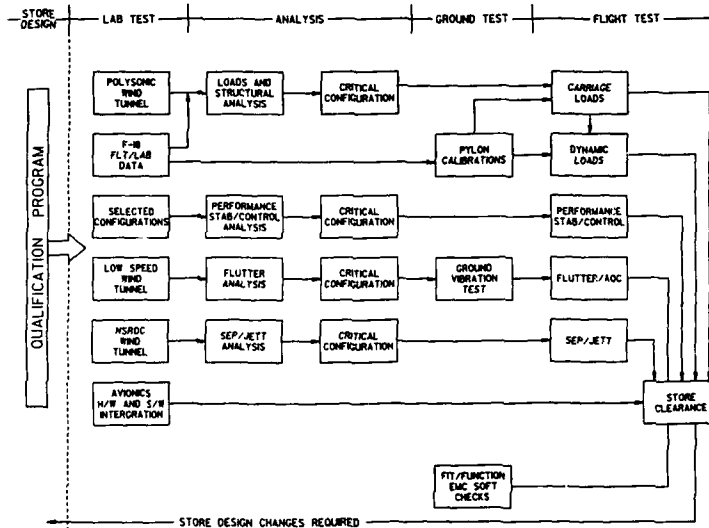 STORE
DESIGN
LAB TEST
ANALYSIS
GROUND TEST
FLIGHT TEST
QUALIFICATION PROGRAM
POLYSONIC
WIND
TUNNEL
LOADS AND
STRUCTURAL
ANALYSIS
CRITICAL
CONFIGURATION
CARRIAGE
LOADS
F-18
FLT/LAB
DATA
PYLON
CALIBRATIONS
DYNAMIC
LOADS
SELECTED
CONFIGURATIONS
PERFORMANCE
STAB/CONTROL
ANALYSIS
CRITICAL
CONFIGURATION
PERFORMANCE
STAB/CONTROL
LOW SPEED
WIND
TUNNEL
FLUTTER
ANALYSIS
CRITICAL
CONFIGURATION
GROUND
VIBRATION
TEST
FLUTTER/AOC
NSRDC
WIND
TUNNEL
SEP/JETT
ANALYSIS
CRITICAL
CONFIGURATION
SEP/JETT
AVIONICS
H/W AND S/W
INTERGRATION
STORE
CLEARANCE
FIT/FUNCTION
EMC SOFT
CHECKS
STORE DESIGN CHANGES REQUIRED